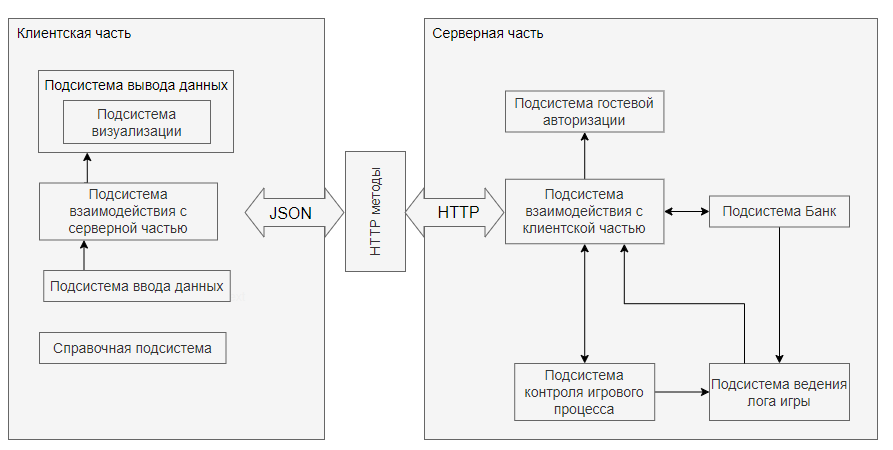 Клиентская часть
Подсистема вывода данных
Подсистема
визуализации
Подсистема
взаимодействия с
серверной частью
Подсистема ввода данных
Справочная подсистема
JSON
HTTP методы
HTTP
Серверная часть
Подсистема гостевой
авторизации
Подсистема
взаимодействия с
клиентской частью
Подсистема Банк
Подсистема
контроля игрового
процесса
Подсистема ведения
лога игры